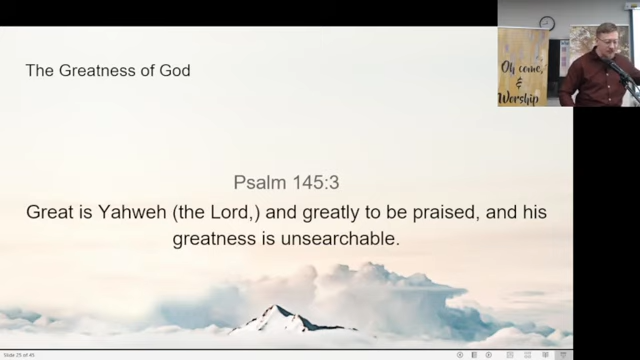 The Greatness of God
Psalm 145:3
Great is Yahweh (the Lord,) and greatly to be praised, and his
greatness is unsearchable.
Oh come,
&
Worship
Slide 25 of 45